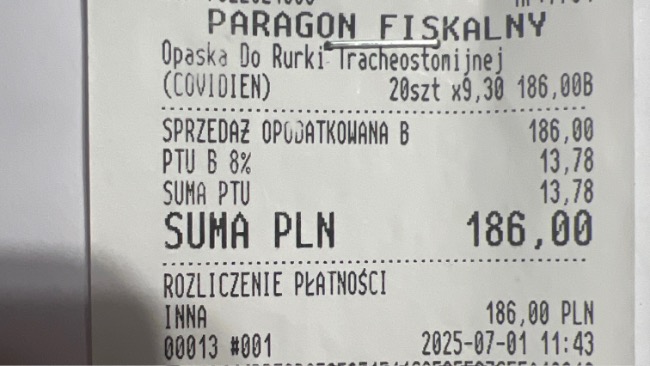 PARAGON FISKALNY
Opaska Do Rurki Tracheostomijnej
(COVIDIEN) 20szt x9,30 186,00B
SPRZEDAŻ OPODATKOWANA B 186,00
PTU B 8% 13,78
SUMA PTU 13,78
SUMA PLN 186,00
ROZLICZENIE PŁATNOŚCI
INNA 186,00 PLN
00013 #001 2025-07-01 11:43